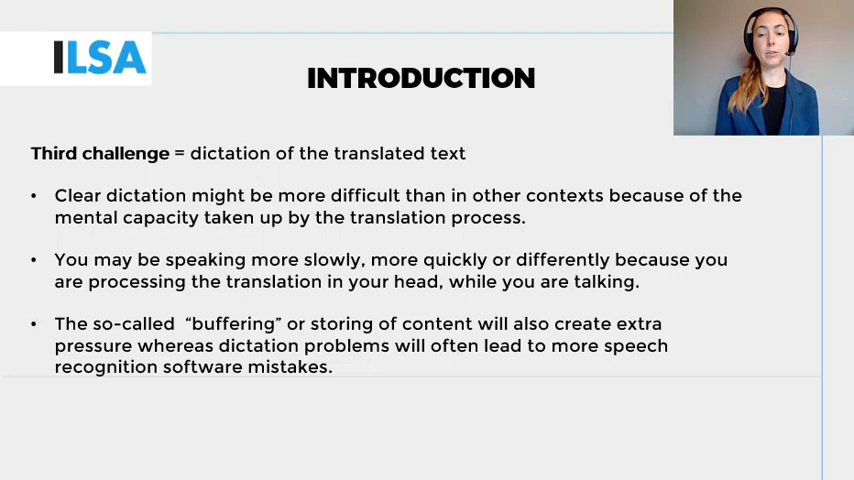 ILSA
INTRODUCTION
Third challenge = dictation of the translated text
• Clear dictation might be more difficult than in other contexts because of the
mental capacity taken up by the translation process.
• You may be speaking more slowly, more quickly or differently because you
are processing the translation in your head, while you are talking.
• The so-called “buffering” or storing of content will also create extra
pressure whereas dictation problems will often lead to more speech
recognition software mistakes.